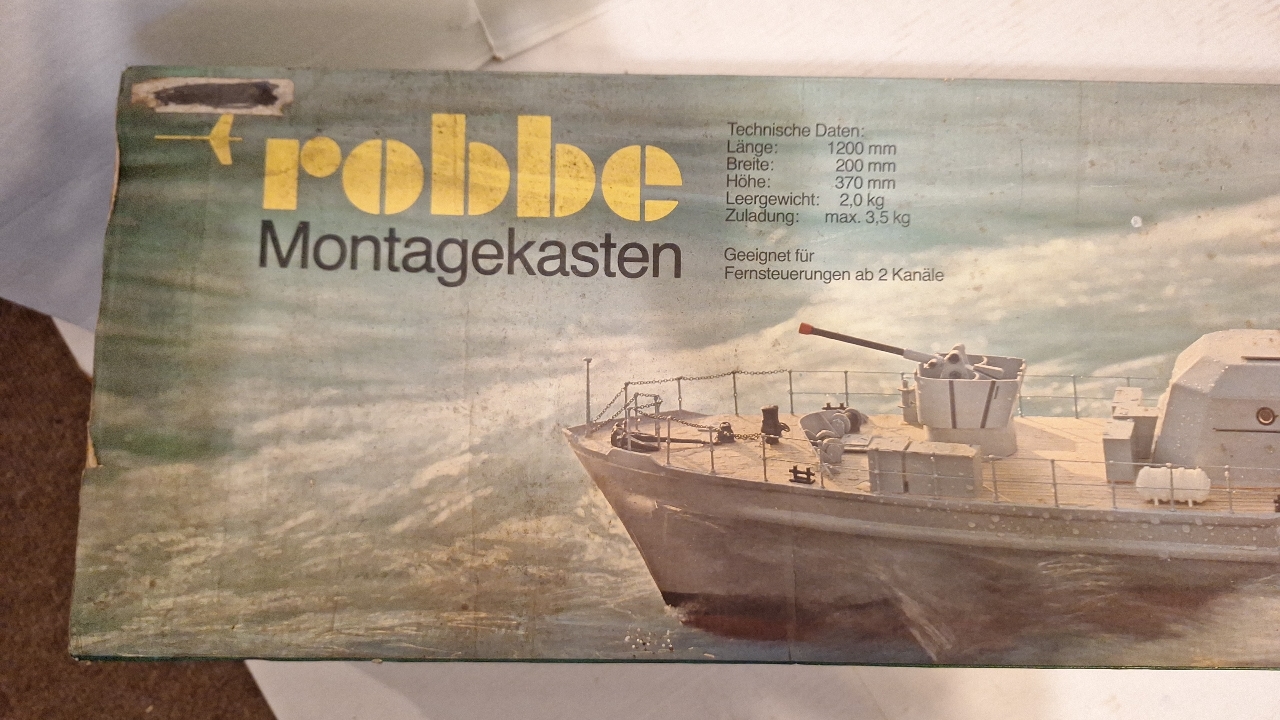 robbe
Montagekasten
Technische Daten:
Länge: 1200 mm
Breite: 200 mm
Höhe: 370 mm
Leergewicht: 2,0 kg
Zuladung: max. 3,5 kg
Geeignet für
Fernsteuerungen ab 2 Kanäle